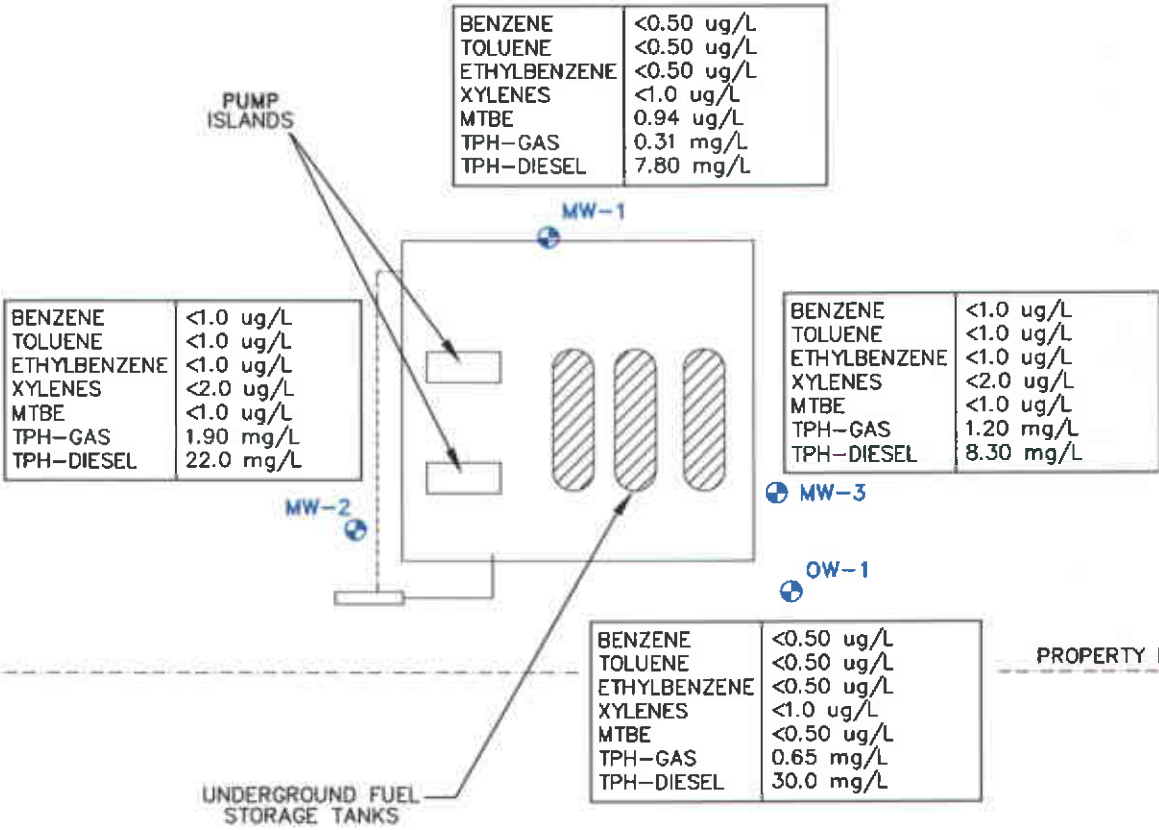 BENZENE <0.50 ug/L
TOLUENE <0.50 ug/L
ETHYLBENZENE <0.50 ug/L
XYLENES <1.0 ug/L
MTBE 0.94 ug/L
TPH-GAS 0.31 mg/L
TPH-DIESEL 7.80 mg/L
PUMP
ISLANDS
MW-1
BENZENE <1.0 ug/L
TOLUENE <1.0 ug/L
ETHYLBENZENE <1.0 ug/L
XYLENES <2.0 ug/L
MTBE <1.0 ug/L
TPH-GAS 1.90 mg/L
TPH-DIESEL 22.0 mg/L
BENZENE <1.0 ug/L
TOLUENE <1.0 ug/L
ETHYLBENZENE <1.0 ug/L
XYLENES <2.0 ug/L
MTBE <1.0 ug/L
TPH-GAS 1.20 mg/L
TPH-DIESEL 8.30 mg/L
MW-2
MW-3
OW-1
BENZENE <0.50 ug/L
TOLUENE <0.50 ug/L
ETHYLBENZENE <0.50 ug/L
XYLENES <1.0 ug/L
MTBE <0.50 ug/L
TPH-GAS 0.65 mg/L
TPH-DIESEL 30.0 mg/L
PROPERTY
UNDERGROUND FUEL
STORAGE TANKS